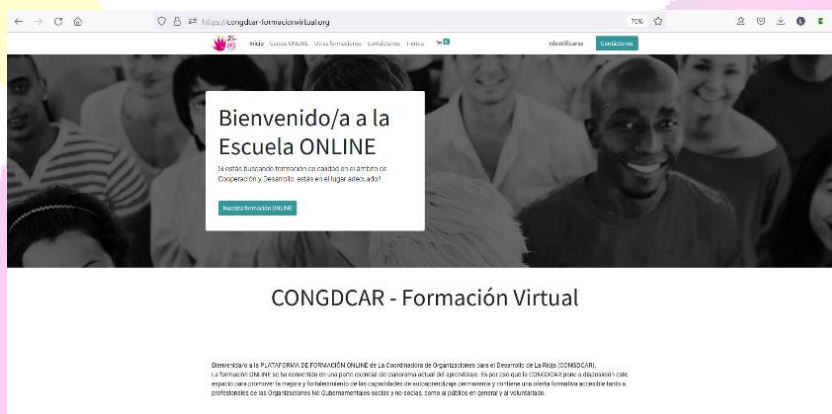 https://congdcar-formacionvirtual.org
70%
Inicio Cursos ONLINE Otras formaciones Contáctenos Tienda 0
Identificarse
Contáctenos
Bienvenido/a a la
Escuela ONLINE
Si estás buscando formación de calidad en el ámbito de
Cooperación y Desarrollo, estás en el lugar adecuado!!
Nuestra formación ONLINE
CONGDCAR - Formación Virtual
Bienvenida/o a la PLATAFORMA DE FORMACIÓN ONLINE de La Coordinadora de Organizaciones para el Desarrollo de La Rioja (CONGDCAR).
La formación ONLINE se ha convertido en una parte esencial del panorama actual del aprendizaje. Es por eso que la CONGDCAR pone a disposición este
espacio para promover la mejora y fortalecimiento de las capacidades de autoaprendizaje permanente y contiene una oferta formativa accesible tanto a
profesionales de las Organizaciones No Gubernamentales socias y no socias, como al público en general y al voluntariado.